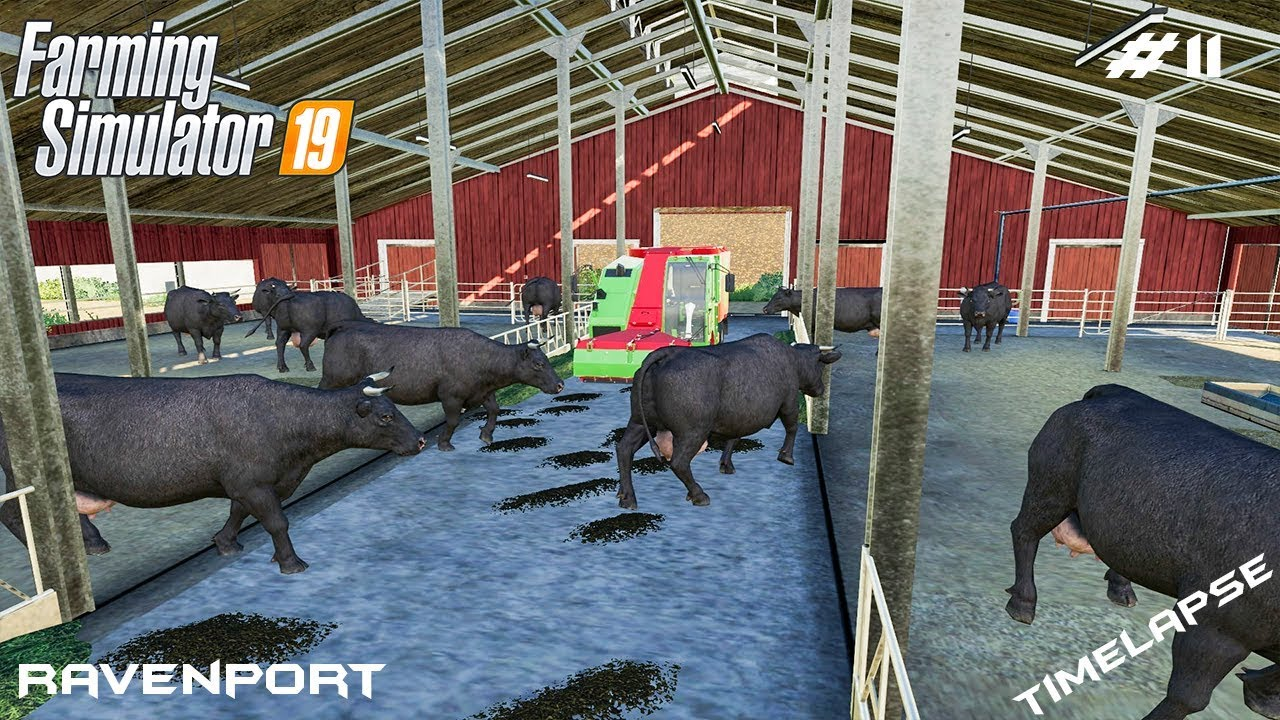 Farming
Simulator 19
# 11
RAVENPORT
TIMELAPSE